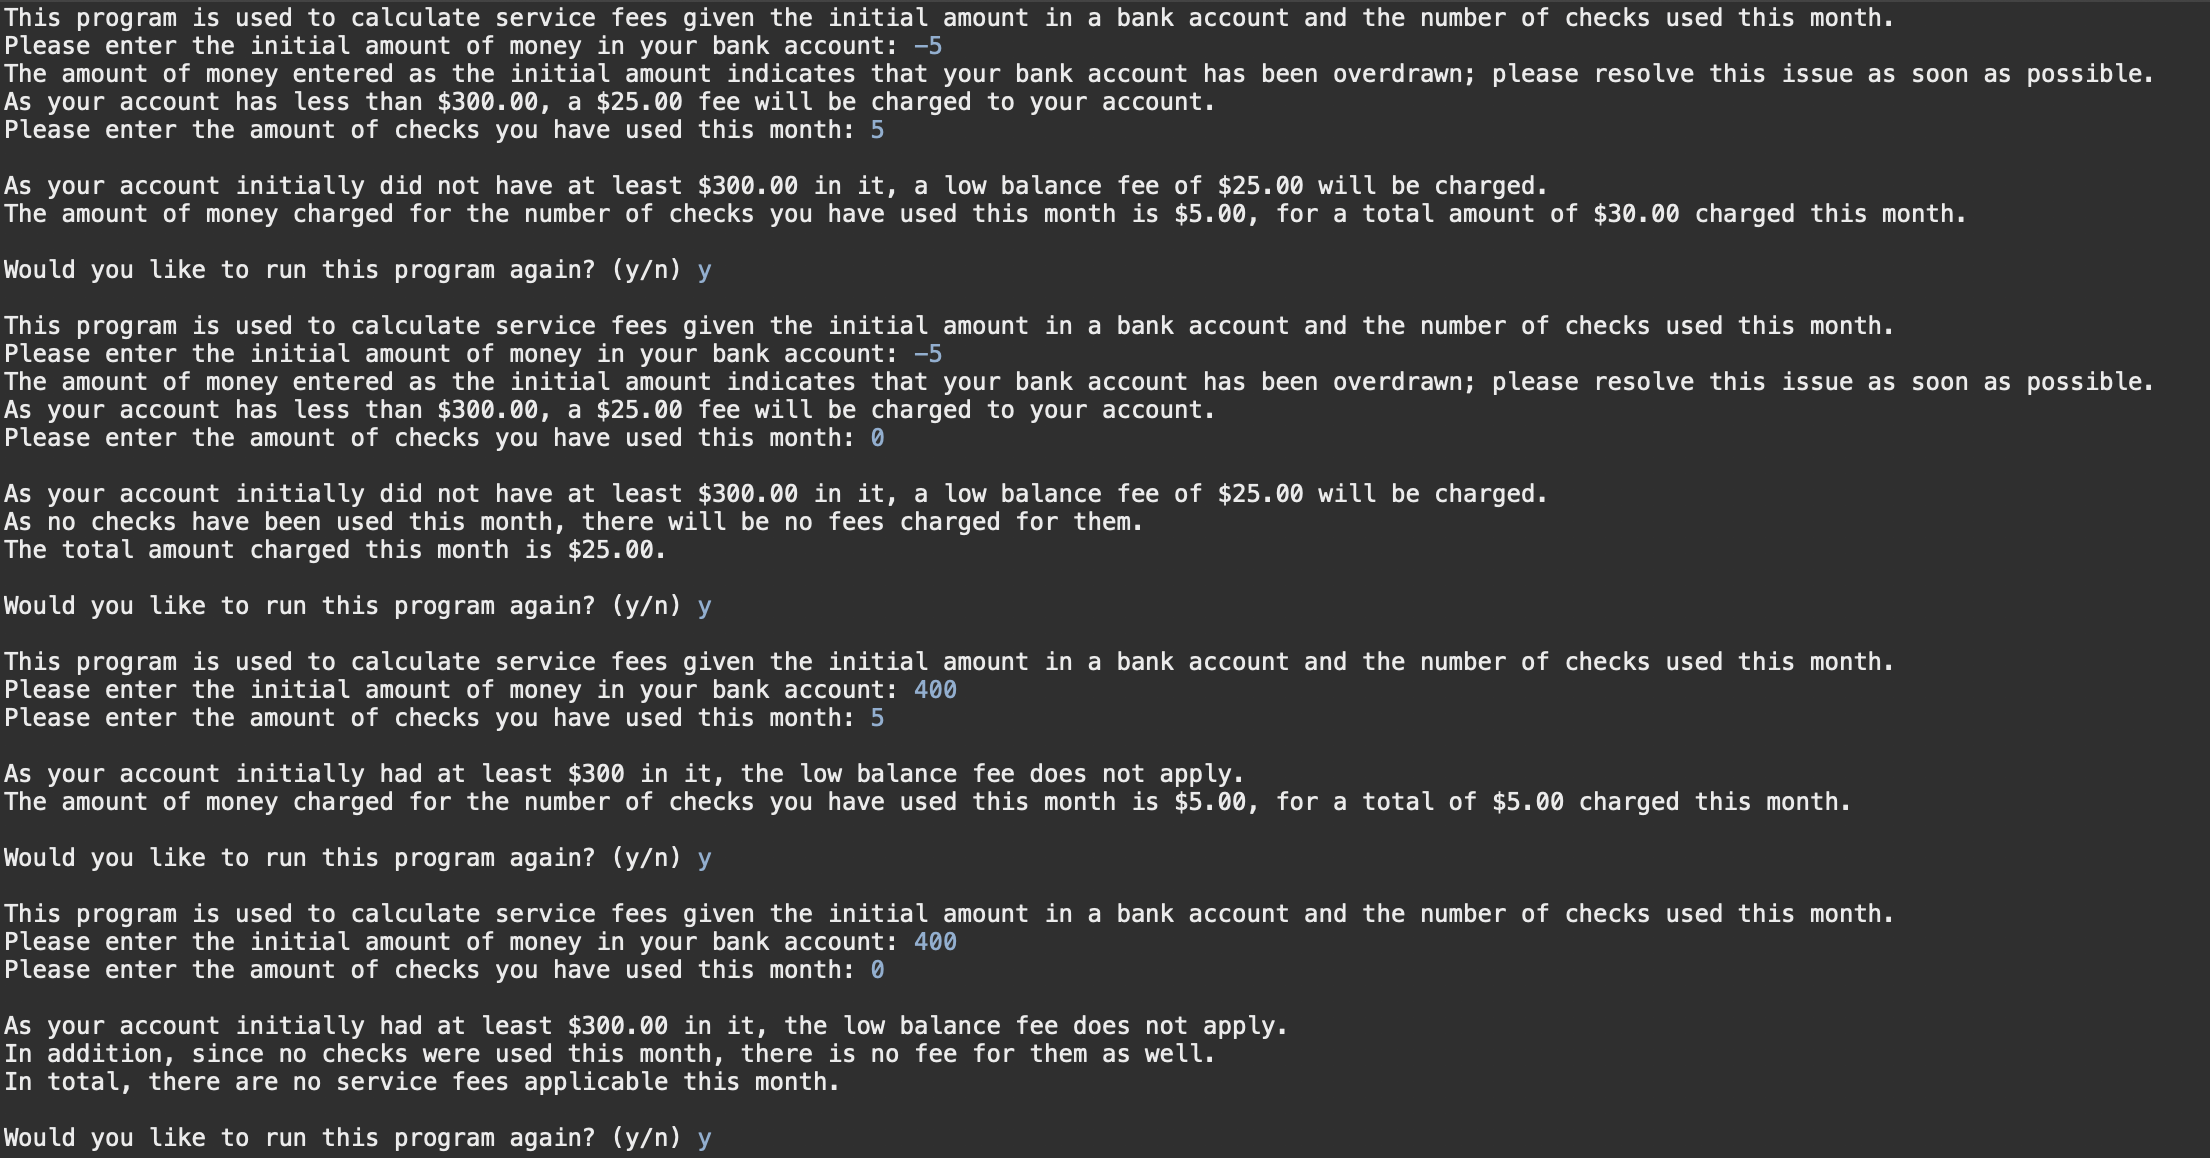 This program is used to calculate service fees given the initial amount in a bank account and the number of checks used this month.
Please enter the initial amount of money in your bank account: -5
The amount of money entered as the initial amount indicates that your bank account has been overdrawn; please resolve this issue as soon as possible.
As your account has less than $300.00, a $25.00 fee will be charged to your account.
Please enter the amount of checks you have used this month: 5

As your account initially did not have at least $300.00 in it, a low balance fee of $25.00 will be charged.
The amount of money charged for the number of checks you have used this month is $5.00, for a total amount of $30.00 charged this month.

Would you like to run this program again? (y/n) y

This program is used to calculate service fees given the initial amount in a bank account and the number of checks used this month.
Please enter the initial amount of money in your bank account: -5
The amount of money entered as the initial amount indicates that your bank account has been overdrawn; please resolve this issue as soon as possible.
As your account has less than $300.00, a $25.00 fee will be charged to your account.
Please enter the amount of checks you have used this month: 0

As your account initially did not have at least $300.00 in it, a low balance fee of $25.00 will be charged.
As no checks have been used this month, there will be no fees charged for them.
The total amount charged this month is $25.00.

Would you like to run this program again? (y/n) y

This program is used to calculate service fees given the initial amount in a bank account and the number of checks used this month.
Please enter the initial amount of money in your bank account: 400
Please enter the amount of checks you have used this month: 5

As your account initially had at least $300 in it, the low balance fee does not apply.
The amount of money charged for the number of checks you have used this month is $5.00, for a total of $5.00 charged this month.

Would you like to run this program again? (y/n) y

This program is used to calculate service fees given the initial amount in a bank account and the number of checks used this month.
Please enter the initial amount of money in your bank account: 400
Please enter the amount of checks you have used this month: 0

As your account initially had at least $300.00 in it, the low balance fee does not apply.
In addition, since no checks were used this month, there is no fee for them as well.
In total, there are no service fees applicable this month.

Would you like to run this program again? (y/n) y